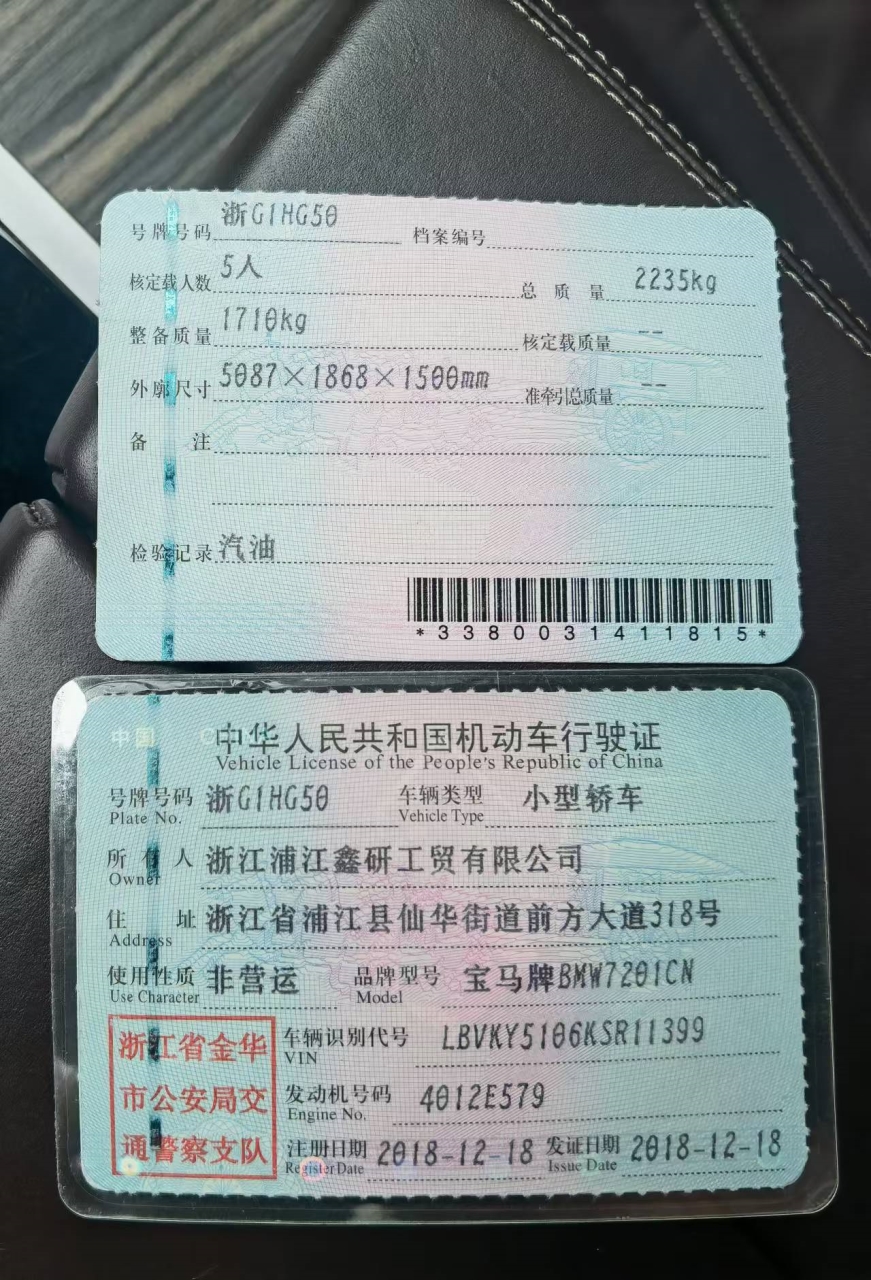 号牌号码 浙G1HG50 档案编号
核定载人数 5人 总质量 2235kg
整备质量 1710kg 核定载质量 --
外廓尺寸 5087×1868×1500mm 准牵引总质量 --
备注
检验记录 汽油
*3380031411815*
中国
中华人民共和国机动车行驶证
Vehicle License of the People's Republic of China
号牌号码 浙G1HG50 车辆类型 小型轿车
Plate No. Vehicle Type
所有人 浙江浦江鑫研工贸有限公司
Owner
住址 浙江省浦江县仙华街道前方大道318号
Address
使用性质 非营运 品牌型号 宝马牌BMW7201CN
Use Character Model
浙江省金华
市公安局交
通警察支队
车辆识别代号 LBVKY5106KSR11399
VIN
发动机号码 4012E579
Engine No.
注册日期 2018-12-18 发证日期 2018-12-18
Register Date Issue Date